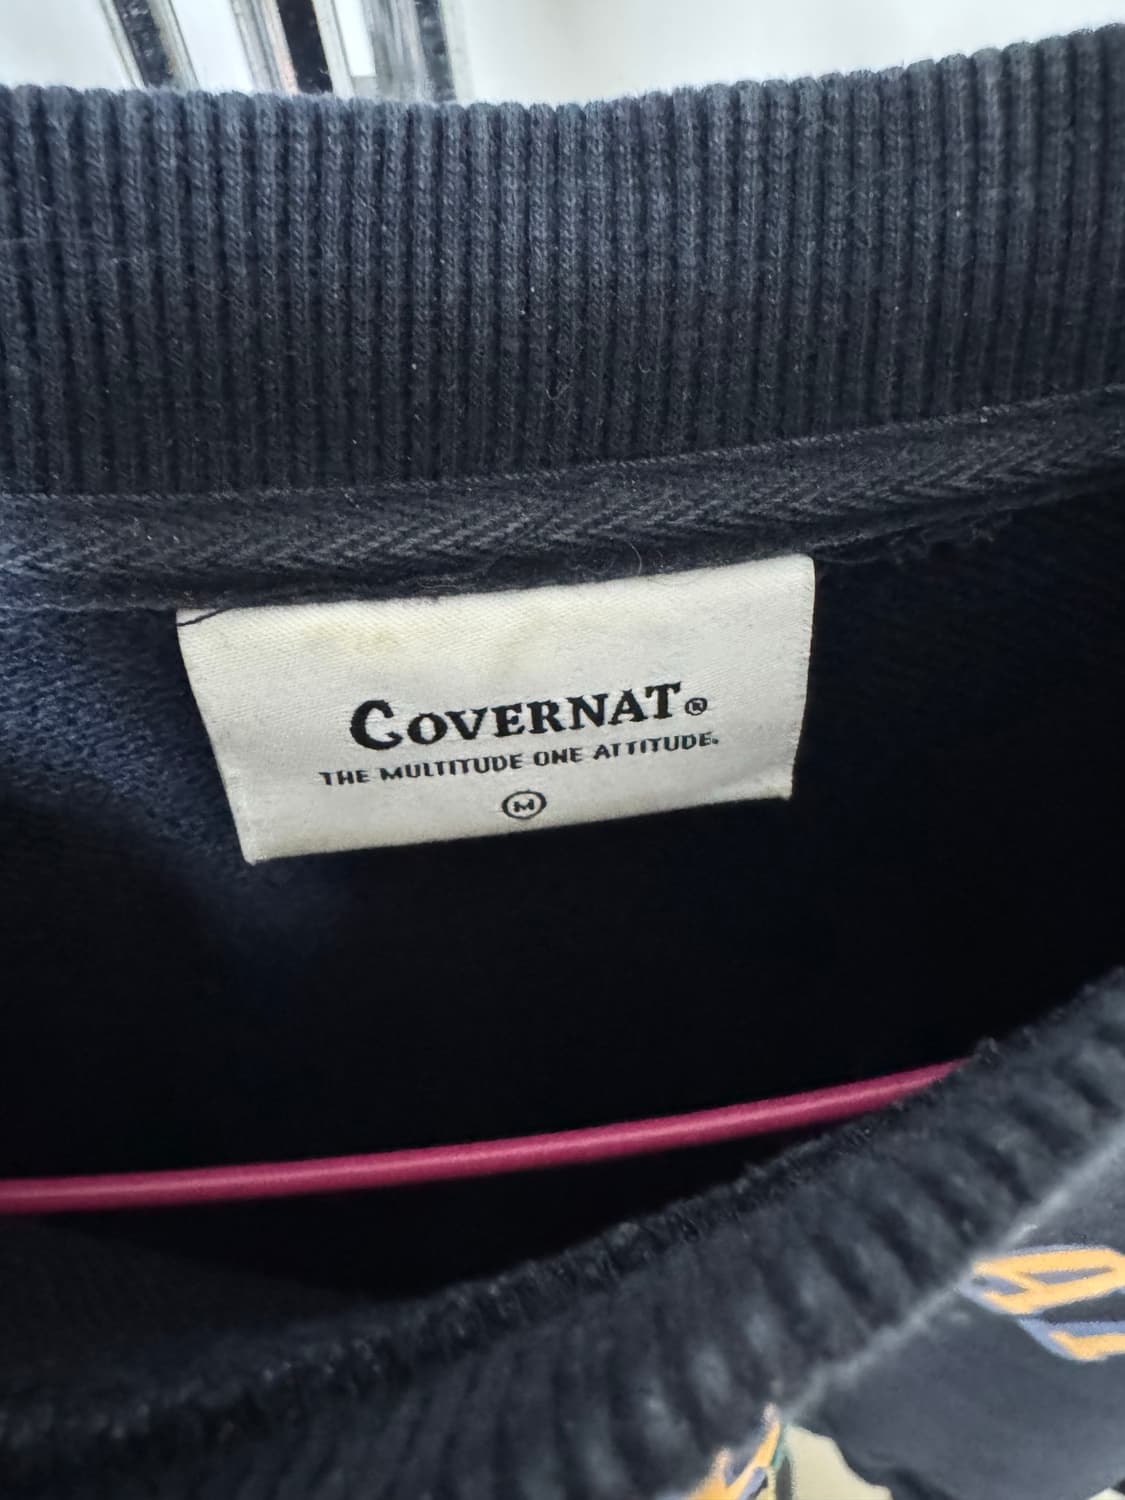 COVERNAT®
THE MULTITUDE ONE ATTITUDE.
M